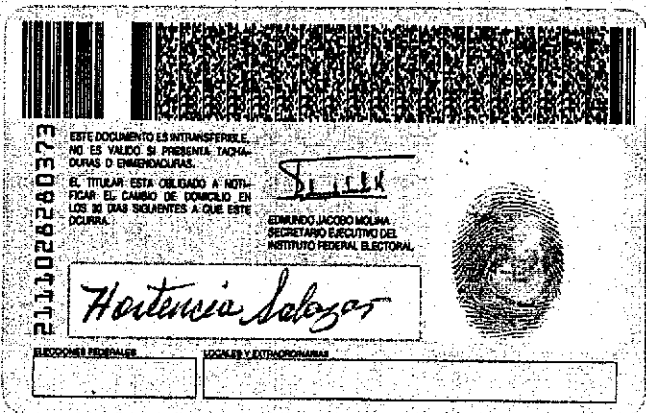 ESTE DOCUMENTO ES INTRANSFERIBLE.
NO ES VALIDO SI PRESENTA TACHA-
DURAS O ENMENDADURAS.
EL TITULAR ESTA OBLIGADO A NOTI-
FICAR EL CAMBIO DE DOMICILIO EN
LOS 30 DIAS SIGUIENTES A QUE ESTE
OCURRA.
EDMUNDO JACOBO MOLINA
SECRETARIO EJECUTIVO DEL
INSTITUTO FEDERAL ELECTORAL
2111028280373
Hortencia Salazar
ELECCIONES FEDERALES
LOCALES Y EXTRAORDINARIAS